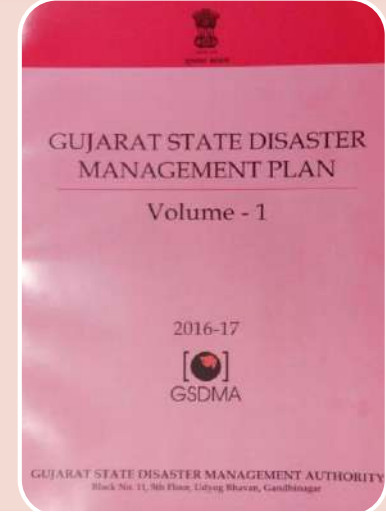 GUJARAT STATE DISASTER
MANAGEMENT PLAN
Volume - 1
2016-17
GSDMA
GUJARAT STATE DISASTER MANAGEMENT AUTHORITY
Block No. 11, 5th Floor, Udyog Bhavan, Gandhinagar